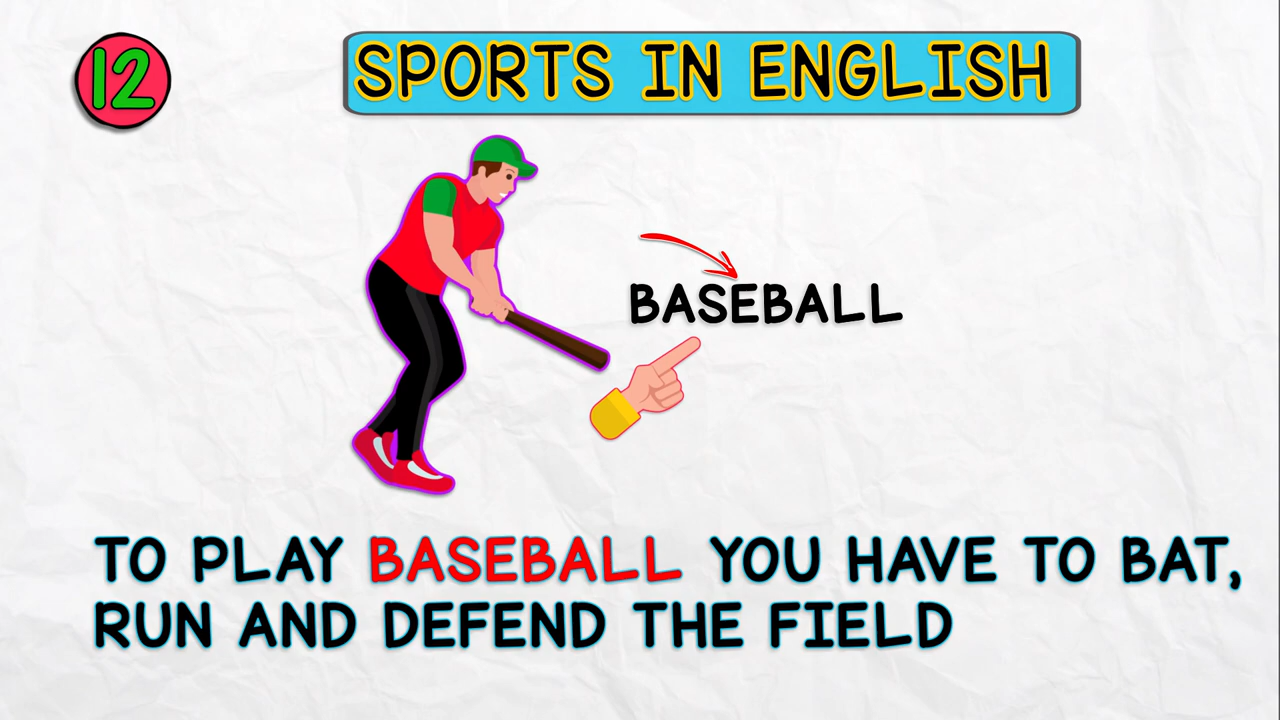 12
SPORTS IN ENGLISH
BASEBALL
TO PLAY BASEBALL YOU HAVE TO BAT,
RUN AND DEFEND THE FIELD